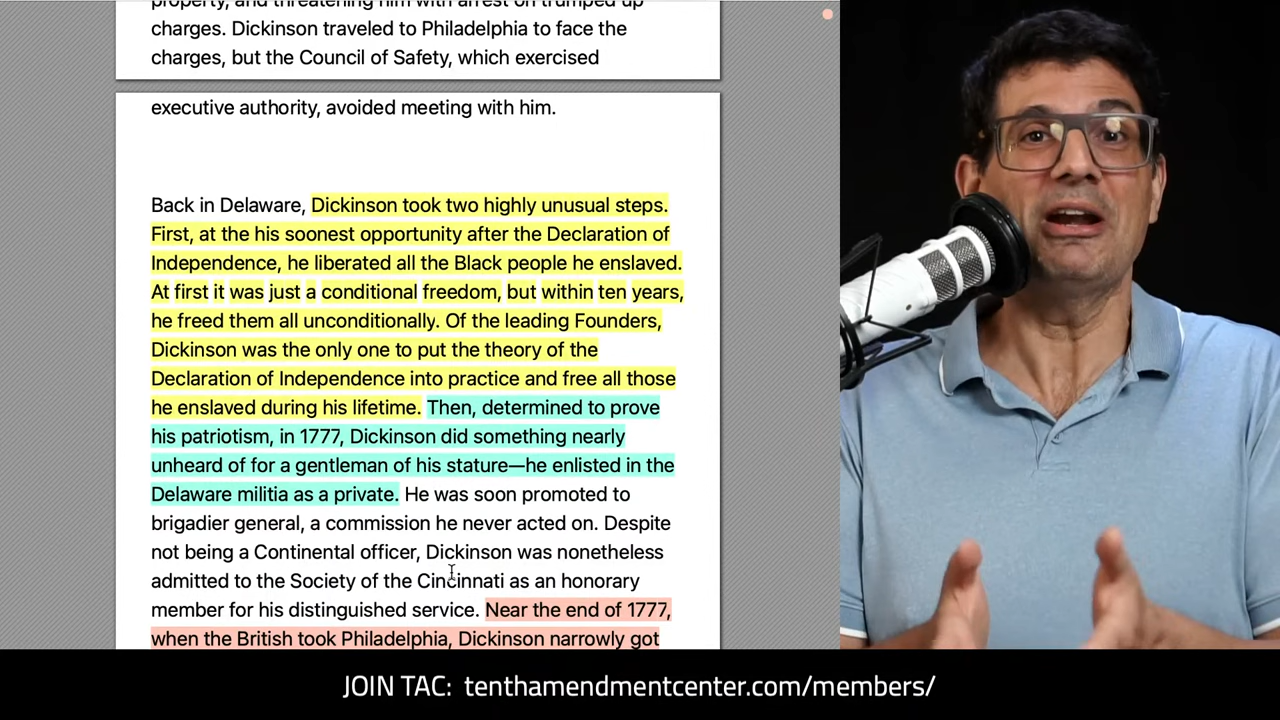 property, and threatening him with arrest on trumped up
charges. Dickinson traveled to Philadelphia to face the
charges, but the Council of Safety, which exercised
executive authority, avoided meeting with him.
Back in Delaware, Dickinson took two highly unusual steps.
First, at the his soonest opportunity after the Declaration of
Independence, he liberated all the Black people he enslaved.
At first it was just a conditional freedom, but within ten years,
he freed them all unconditionally. Of the leading Founders,
Dickinson was the only one to put the theory of the
Declaration of Independence into practice and free all those
he enslaved during his lifetime. Then, determined to prove
his patriotism, in 1777, Dickinson did something nearly
unheard of for a gentleman of his stature—he enlisted in the
Delaware militia as a private. He was soon promoted to
brigadier general, a commission he never acted on. Despite
not being a Continental officer, Dickinson was nonetheless
admitted to the Society of the Cincinnati as an honorary
member for his distinguished service. Near the end of 1777,
when the British took Philadelphia, Dickinson narrowly got
JOIN TAC: tenthamendmentcenter.com/members/